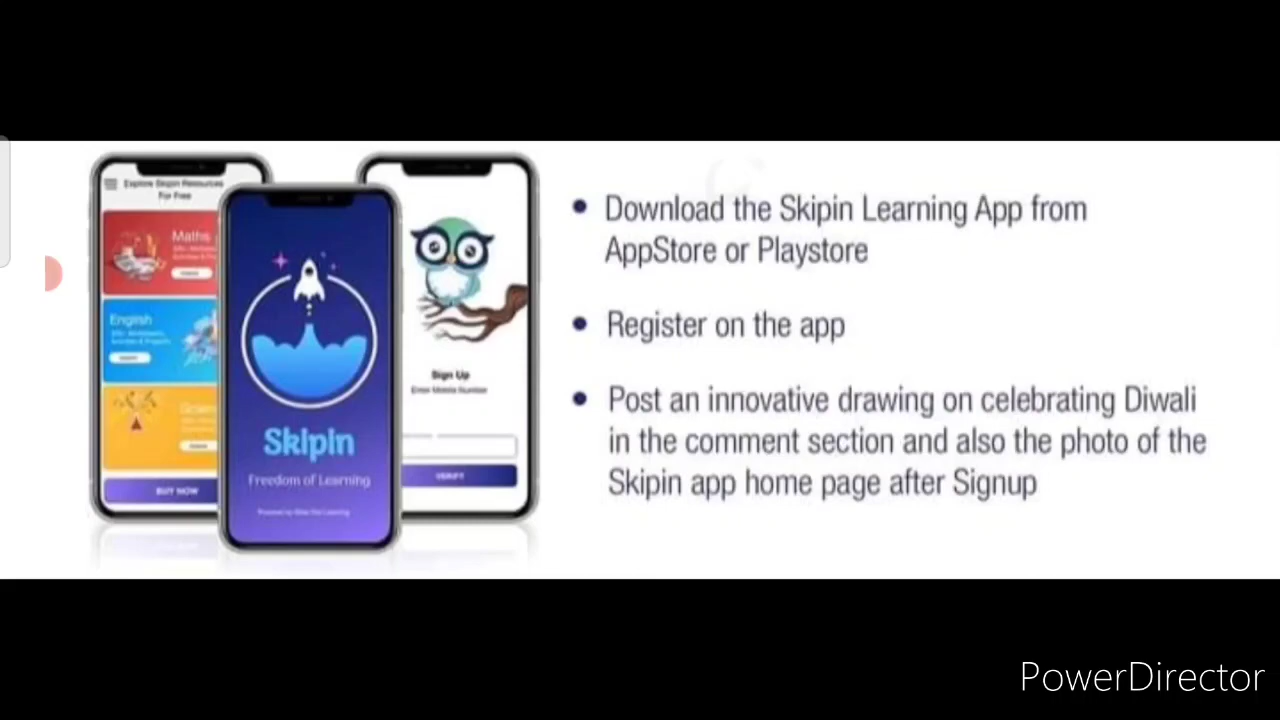 Explore Skipin Resources
For Free
Maths
English
BUY NOW
Skipin
Freedom of Learning
Sign Up
Enter Mobile Number
VERIFY
Download the Skipin Learning App from
AppStore or Playstore
Register on the app
Post an innovative drawing on celebrating Diwali
in the comment section and also the photo of the
Skipin app home page after Signup
PowerDirector